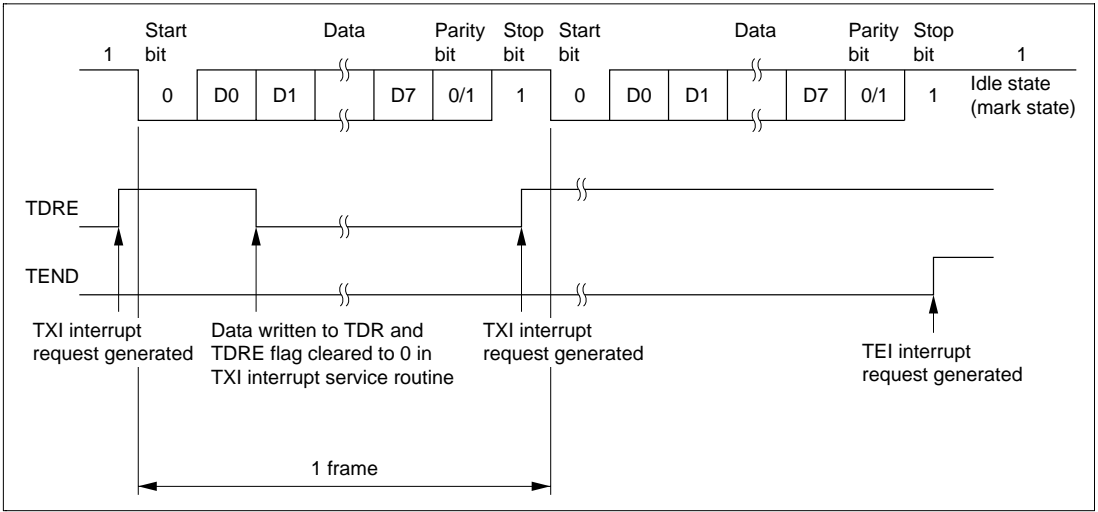 Start Data Parity Stop Start Data Parity Stop
1 bit bit bit bit bit bit 1
0 D0 D1 D7 0/1 1 0 D0 D1 D7 0/1 1 Idle state
(mark state)
TDRE
TEND
TXI interrupt Data written to TDR and TXI interrupt
request generated TDRE flag cleared to 0 in request generated
TXI interrupt service routine
TEI interrupt
request generated
1 frame